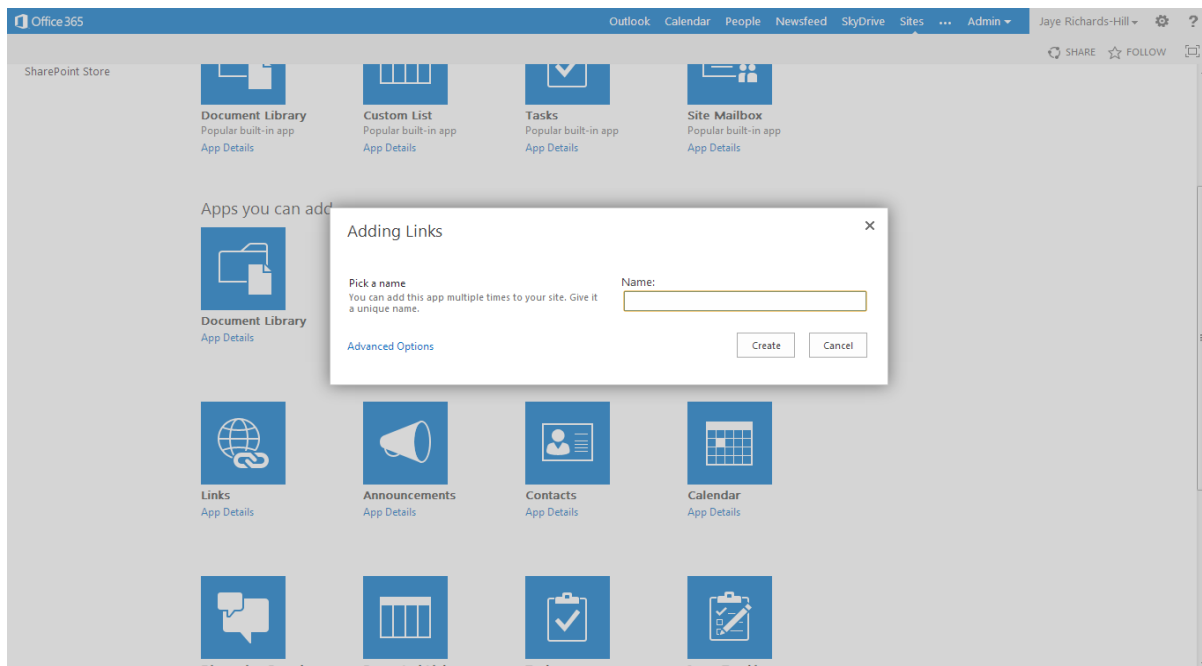 Office 365
Outlook Calendar People Newsfeed SkyDrive Sites ... Admin Jaye Richards-Hill ?
SHARE FOLLOW
SharePoint Store
Document Library Custom List Tasks Site Mailbox
Popular built-in app Popular built-in app Popular built-in app Popular built-in app
App Details App Details App Details App Details
Apps you can add
Adding Links
Pick a name
You can add this app multiple times to your site. Give it
a unique name.
Name:
Advanced Options
Create Cancel
Document Library
App Details
Links Announcements Contacts Calendar
App Details App Details App Details App Details